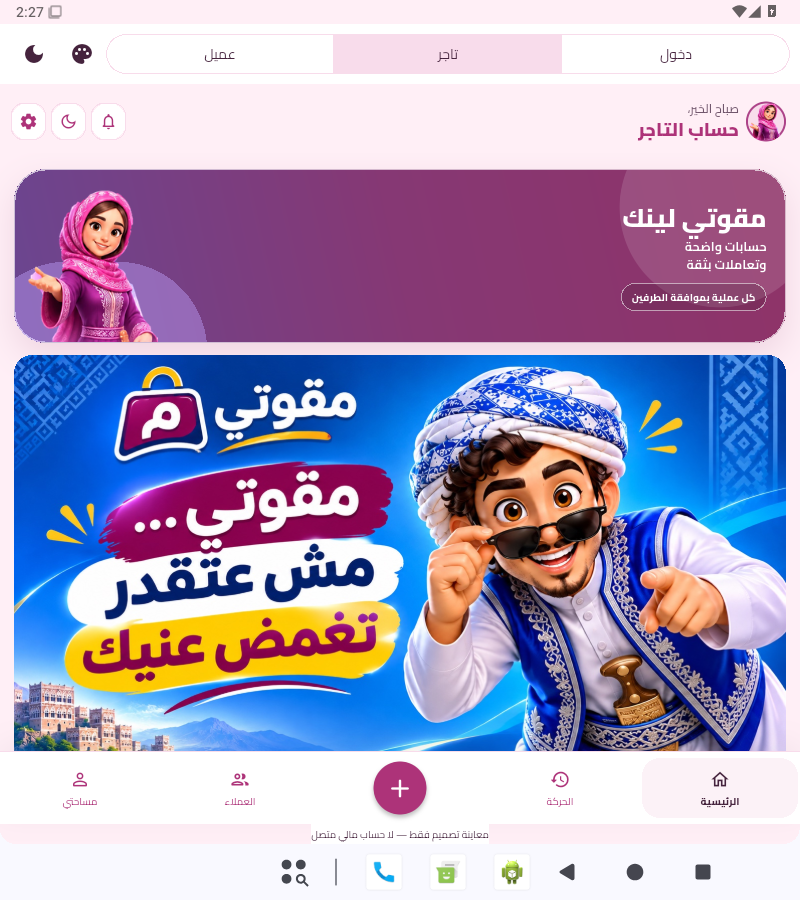 2:27
دخول
تاجر
عميل
صباح الخير،
حساب التاجر
مقوتي لينك
حسابات واضحة
وتعاملات بثقة
كل عملية بموافقة الطرفين
مقوتي
م
مقوتي...
مش عتقدر
تغمض عنيك
الرئيسية
الحركة
+
العملاء
مساحتي
معاينة تصميم فقط — لا حساب مالي متصل